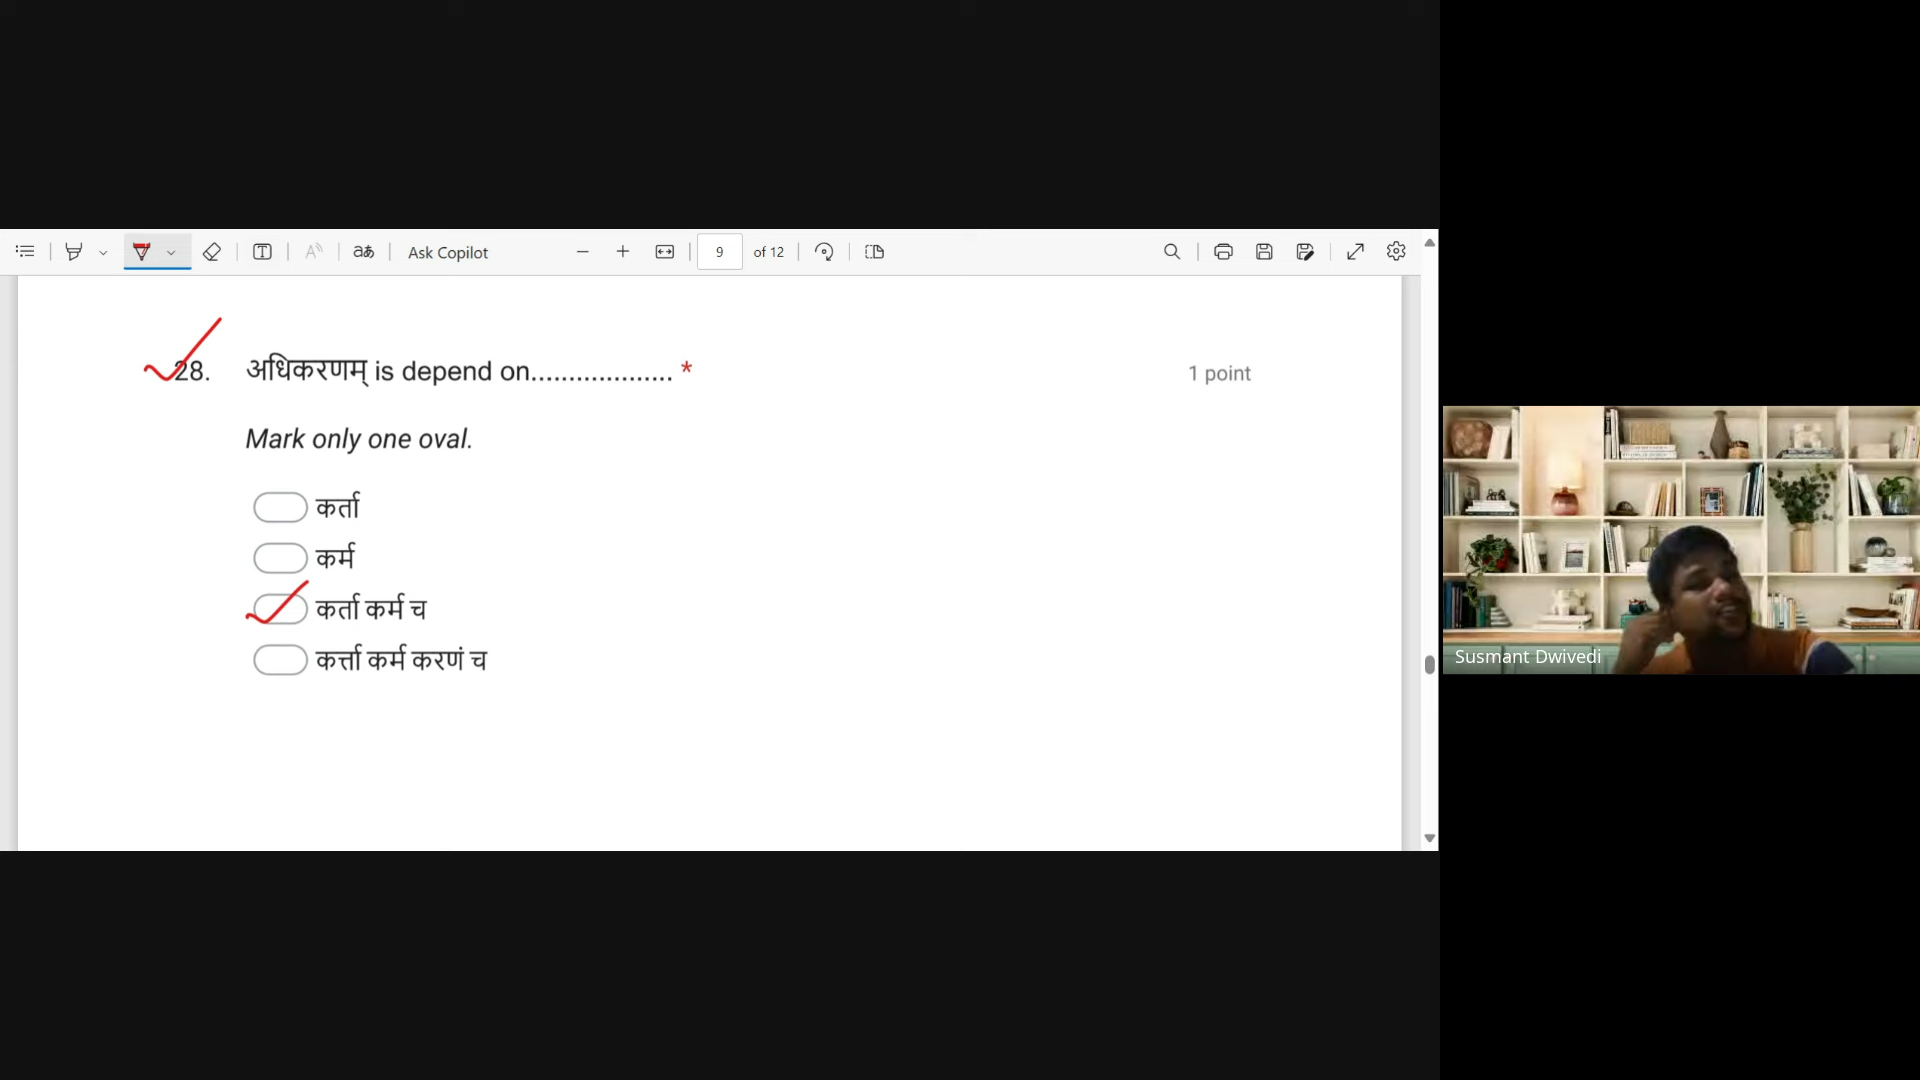 Ask Copilot
9 of 12
28. अधिकरणम् is depend on................... *
1 point
Mark only one oval.
कर्ता
कर्म
कर्ता कर्म च
कर्त्ता कर्म करणं च
Susmant Dwivedi